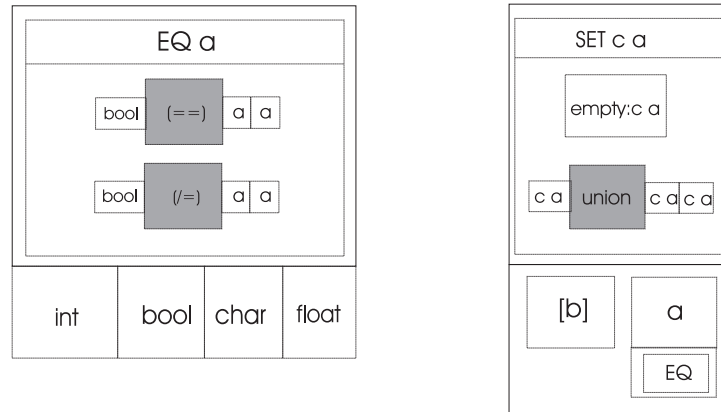 EQ a
bool (==) a a
bool (/=) a a
int bool char float
SET c a
empty:c a
c a union c a c a
[b] a
EQ